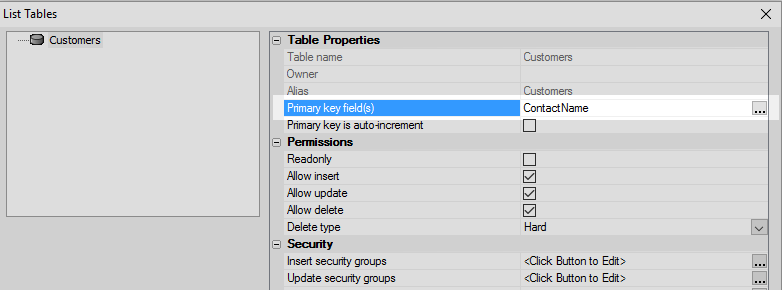 List Tables
Customers
Table Properties
Table name Customers
Owner
Alias Customers
Primary key field(s) ContactName ...
Primary key is auto-increment
Permissions
Readonly
Allow insert
Allow update
Allow delete
Delete type Hard
Security
Insert security groups <Click Button to Edit> ...
Update security groups <Click Button to Edit> ...